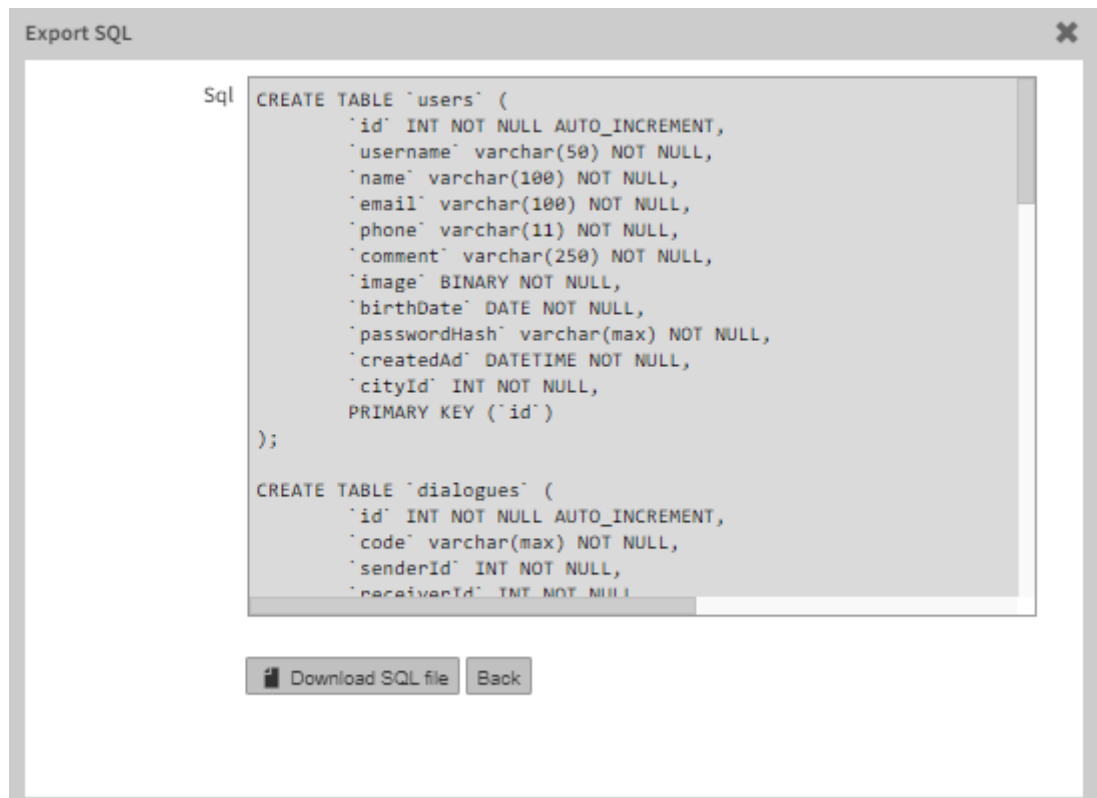 Export SQL
Sql
CREATE TABLE `users` (
`id` INT NOT NULL AUTO_INCREMENT,
`username` varchar(50) NOT NULL,
`name` varchar(100) NOT NULL,
`email` varchar(100) NOT NULL,
`phone` varchar(11) NOT NULL,
`comment` varchar(250) NOT NULL,
`image` BINARY NOT NULL,
`birthDate` DATE NOT NULL,
`passwordHash` varchar(max) NOT NULL,
`createdAd` DATETIME NOT NULL,
`cityId` INT NOT NULL,
PRIMARY KEY (`id`)
);
CREATE TABLE `dialogues` (
`id` INT NOT NULL AUTO_INCREMENT,
`code` varchar(max) NOT NULL,
`senderId` INT NOT NULL,
`receiverId` INT NOT NULL
Download SQL file
Back